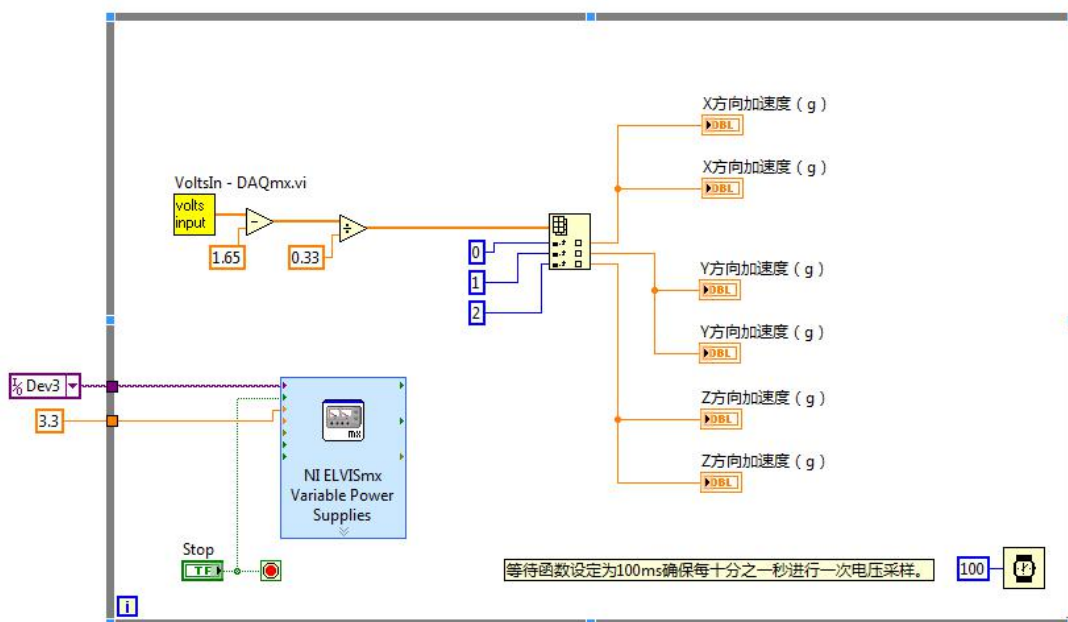 X方向加速度（g）
DBL
X方向加速度（g）
DBL
VoltsIn - DAQmx.vi
volts
input
1.65
0.33
0
1
2
Y方向加速度（g）
DBL
Y方向加速度（g）
DBL
I/O Dev3
3.3
mx
NI ELVISmx
Variable Power
Supplies
Z方向加速度（g）
DBL
Z方向加速度（g）
DBL
Stop
TF
等待函数设定为100ms确保每十分之一秒进行一次电压采样。
100
i